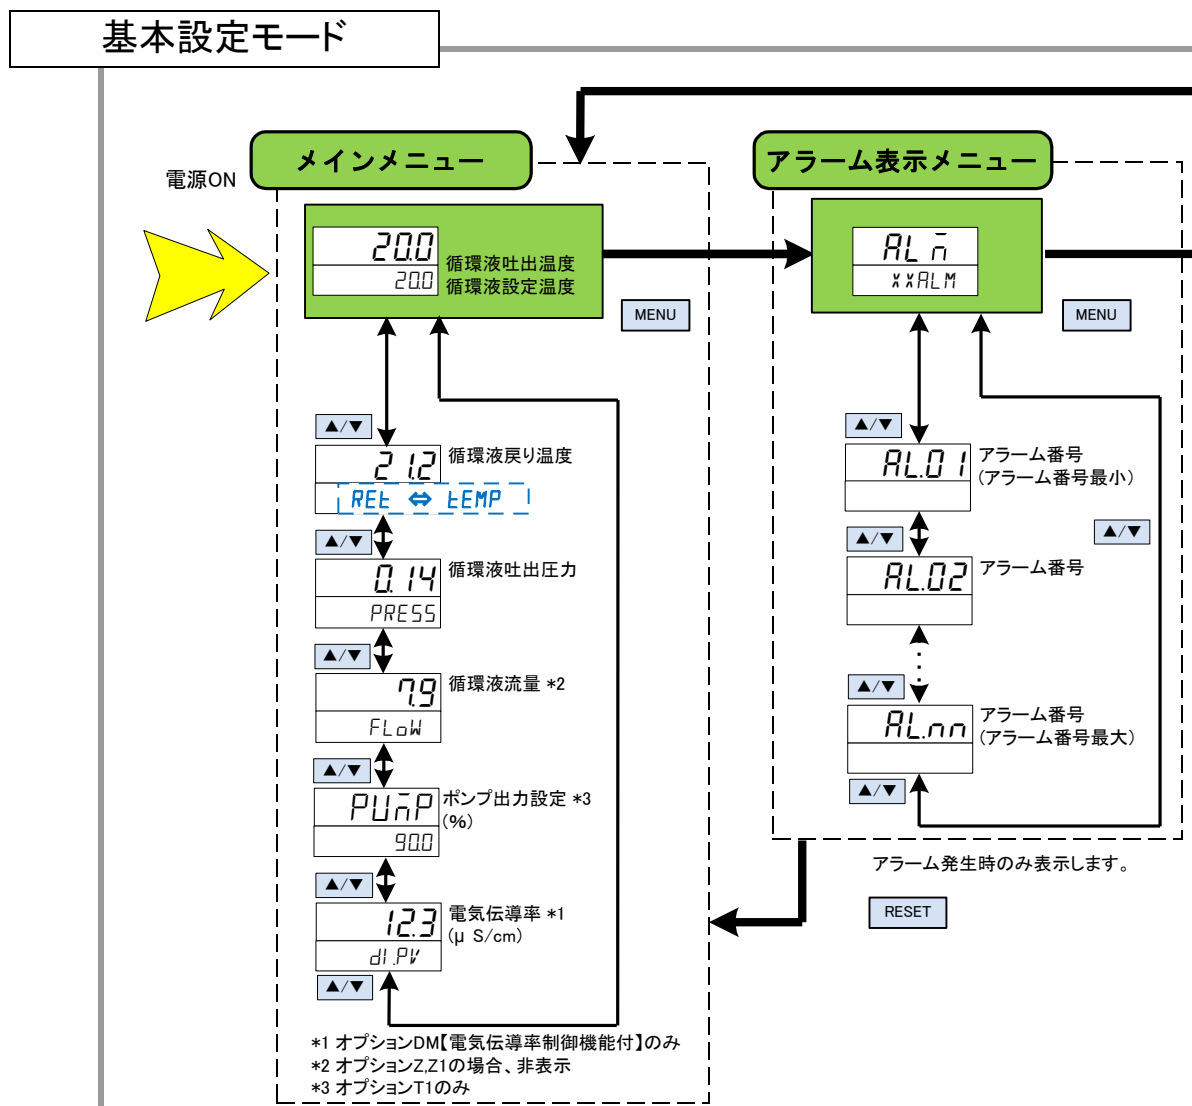 基本設定モード
メインメニュー
電源ON
20.0
循環液吐出温度
20.0
循環液設定温度
MENU
▲/▼
21.2
循環液戻り温度
REt ⇔ tEMP
▲/▼
0.14
循環液吐出圧力
PRESS
▲/▼
7.9
循環液流量 *2
FLoW
▲/▼
PUMP
ポンプ出力設定 *3
(%)
90.0
▲/▼
12.3
電気伝導率 *1
(μ S/cm)
dI.PV
▲/▼
*1 オプションDM【電気伝導率制御機能付】のみ
*2 オプションZ,Z1の場合、非表示
*3 オプションT1のみ
アラーム表示メニュー
ALM
XXALM
MENU
▲/▼
AL.01
アラーム番号
(アラーム番号最小)
▲/▼
▲/▼
AL.02
アラーム番号
▲/▼
AL.nn
アラーム番号
(アラーム番号最大)
▲/▼
アラーム発生時のみ表示します。
RESET